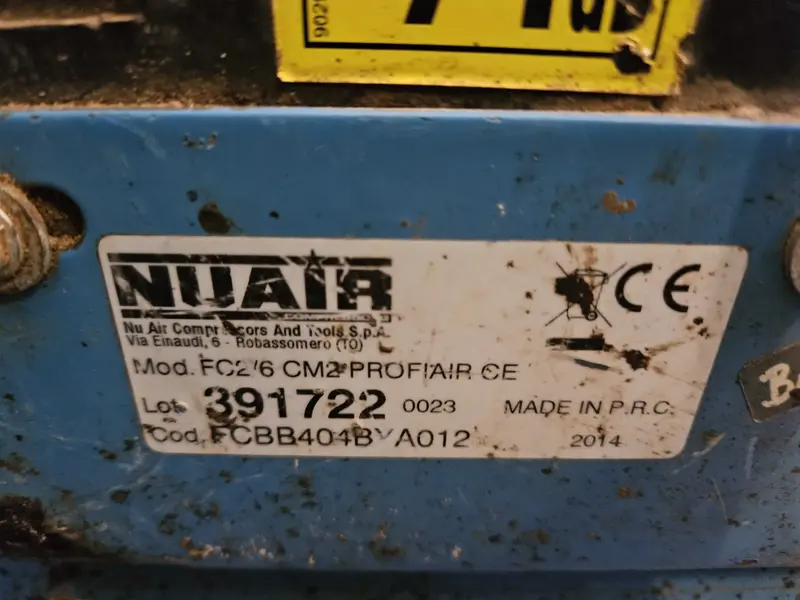 NUAIR
Nu Air Compressors And Tools S.p.A.
Via Einaudi, 6 - Robassomero (TO)
CE
Mod. FC2/6 CM2 PROFIAIR CE
Lot 391722 0023 MADE IN P.R.C.
Cod. FCBB404BYA012 2014